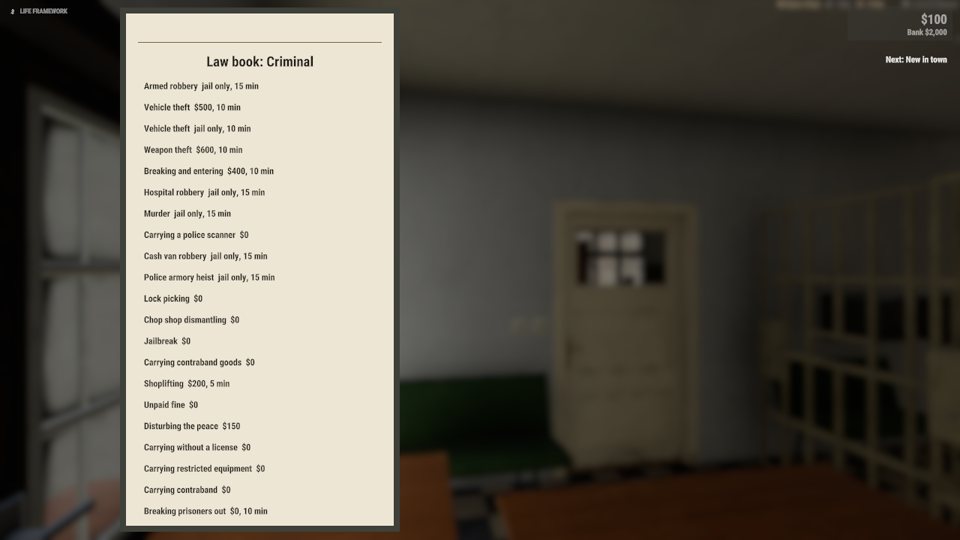 LIFE FRAMEWORK
$100
Bank $2,000
Next: New in town
Law book: Criminal
Armed robbery jail only, 15 min
Vehicle theft $500, 10 min
Vehicle theft jail only, 10 min
Weapon theft $600, 10 min
Breaking and entering $400, 10 min
Hospital robbery jail only, 15 min
Murder jail only, 15 min
Carrying a police scanner $0
Cash van robbery jail only, 15 min
Police armory heist jail only, 15 min
Lock picking $0
Chop shop dismantling $0
Jailbreak $0
Carrying contraband goods $0
Shoplifting $200, 5 min
Unpaid fine $0
Disturbing the peace $150
Carrying without a license $0
Carrying restricted equipment $0
Carrying contraband $0
Breaking prisoners out $0, 10 min